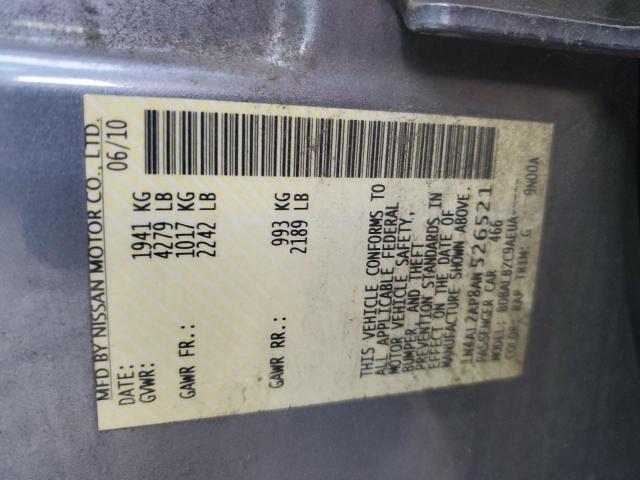 MFD BY NISSAN MOTOR CO., LTD.
DATE: 06/10
GVWR: 1941 KG
4279 LB
GAWR FR.: 1017 KG
2242 LB
GAWR RR.: 993 KG
2189 LB
THIS VEHICLE CONFORMS TO
ALL APPLICABLE FEDERAL
MOTOR VEHICLE SAFETY,
BUMPER, AND THEFT
PREVENTION STANDARDS IN
EFFECT ON THE DATE OF
MANUFACTURE SHOWN ABOVE.
1N4AL2AP8AN526521
PASSENGER CAR 466
MODEL: BDBALBZC9AEUA-
COLOR: RAP TRIM: G 9N00A